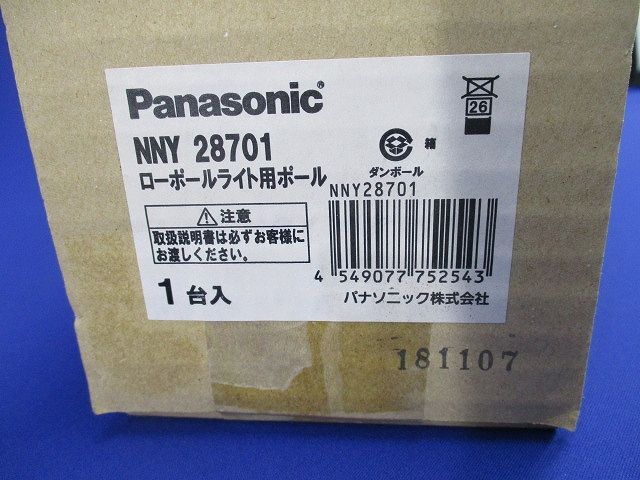 Panasonic
NNY 28701
ローポールライト用ポール
注意
取扱説明書は必ずお客様に
お渡しください。
1台入
26
箱
ダンボール
NNY28701
4 549077 752543
パナソニック株式会社
181107